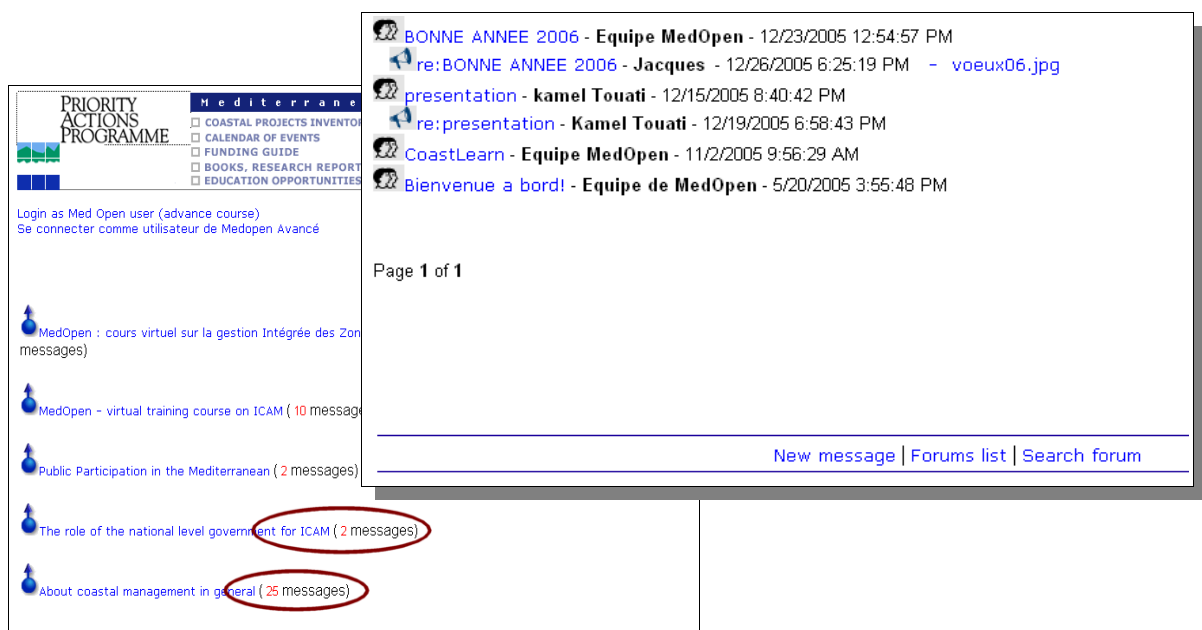 BONNE ANNEE 2006 - Equipe MedOpen - 12/23/2005 12:54:57 PM
re:BONNE ANNEE 2006 - Jacques - 12/26/2005 6:25:19 PM - voeux06.jpg
presentation - kamel Touati - 12/15/2005 8:40:42 PM
re:presentation - Kamel Touati - 12/19/2005 6:58:43 PM
CoastLearn - Equipe MedOpen - 11/2/2005 9:56:29 AM
Bienvenue a bord! - Equipe de MedOpen - 5/20/2005 3:55:48 PM
Page 1 of 1
New message | Forums list | Search forum
PRIORITY
ACTIONS
PROGRAMME
Mediterrane
COASTAL PROJECTS INVENTOR
CALENDAR OF EVENTS
FUNDING GUIDE
BOOKS, RESEARCH REPORT
EDUCATION OPPORTUNITIES
Login as Med Open user (advance course)
Se connecter comme utilisateur de Medopen Avancé
MedOpen : cours virtuel sur la gestion Intégrée des Zon
messages)
MedOpen - virtual training course on ICAM ( 10 message
Public Participation in the Mediterranean ( 2 messages)
The role of the national level government for ICAM ( 2 messages)
About coastal management in general ( 25 messages)